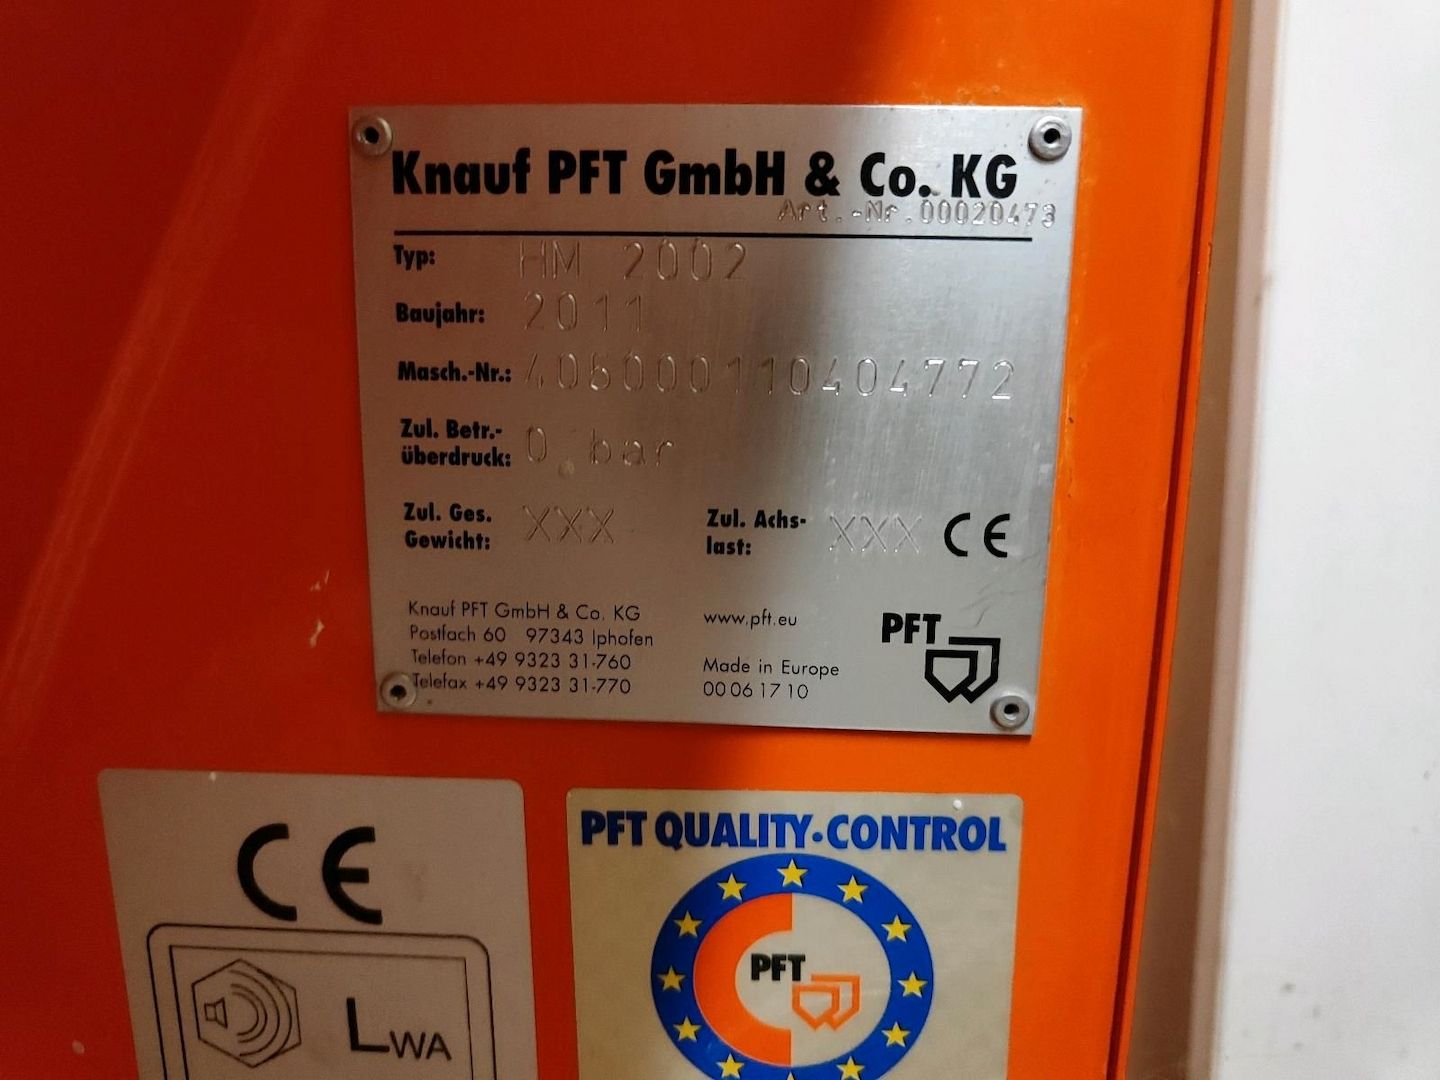 Knauf PFT GmbH & Co. KG
Art.-Nr.00020473
Typ: HM 2002
Baujahr: 2011
Masch.-Nr.: 4060000110404772
Zul. Betr.-
überdruck: 0 bar
Zul. Ges.
Gewicht: XXX
Zul. Achs-
last: XXX CE
Knauf PFT GmbH & Co. KG
Postfach 60 97343 Iphofen
Telefon +49 9323 31-760
Telefax +49 9323 31-770
www.pft.eu
Made in Europe
00 06 17 10
PFT
CE
LWA
PFT QUALITY·CONTROL
PFT